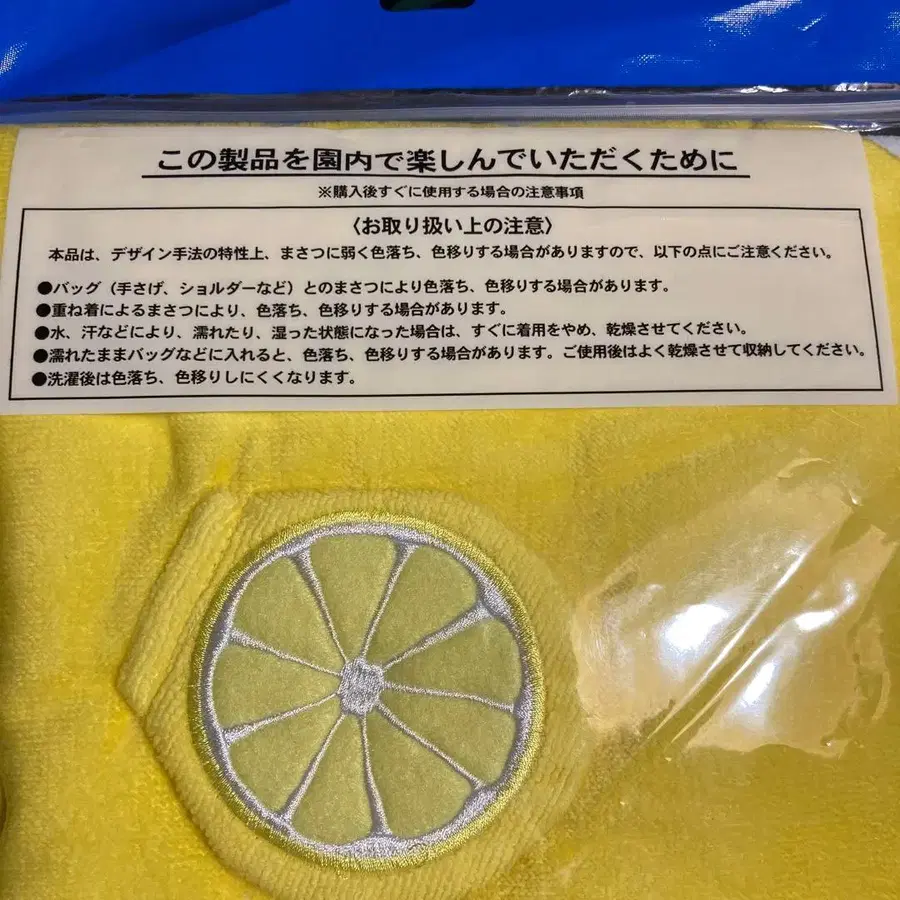 この製品を園内で楽しんでいただくために
※購入後すぐに使用する場合の注意事項
〈お取り扱い上の注意〉
本品は、デザイン手法の特性上、まさつに弱く色落ち、色移りする場合がありますので、以下の点にご注意ください。
●バッグ（手さげ、ショルダーなど）とのまさつにより色落ち、色移りする場合があります。
●重ね着によるまさつにより、色落ち、色移りする場合があります。
●水、汗などにより、濡れたり、湿った状態になった場合は、すぐに着用をやめ、乾燥させてください。
●濡れたままバッグなどに入れると、色落ち、色移りする場合があります。ご使用後はよく乾燥させて収納してください。
●洗濯後は色落ち、色移りしにくくなります。